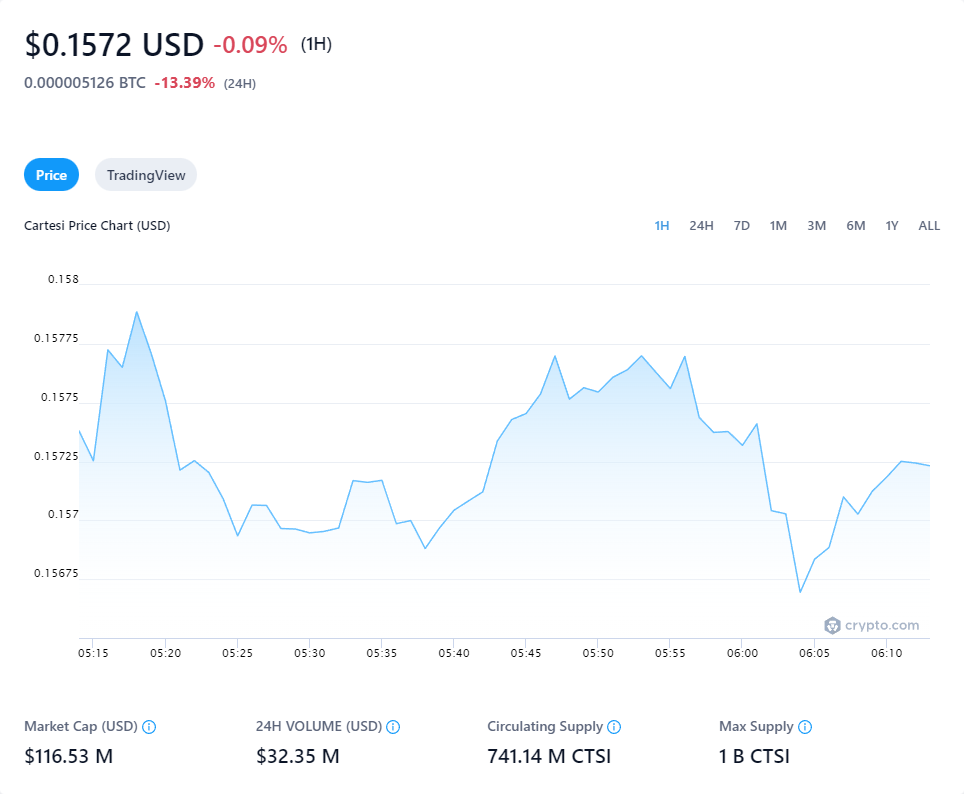 $0.1572 USD -0.09% (1H)
0.000005126 BTC -13.39% (24H)
Price TradingView
Cartesi Price Chart (USD) 1H 24H 7D 1M 3M 6M 1Y ALL
0.158
0.15775
0.1575
0.15725
0.157
0.15675
crypto.com
05:15 05:20 05:25 05:30 05:35 05:40 05:45 05:50 05:55 06:00 06:05 06:10
Market Cap (USD) 24H VOLUME (USD) Circulating Supply Max Supply
$116.53 M $32.35 M 741.14 M CTSI 1 B CTSI